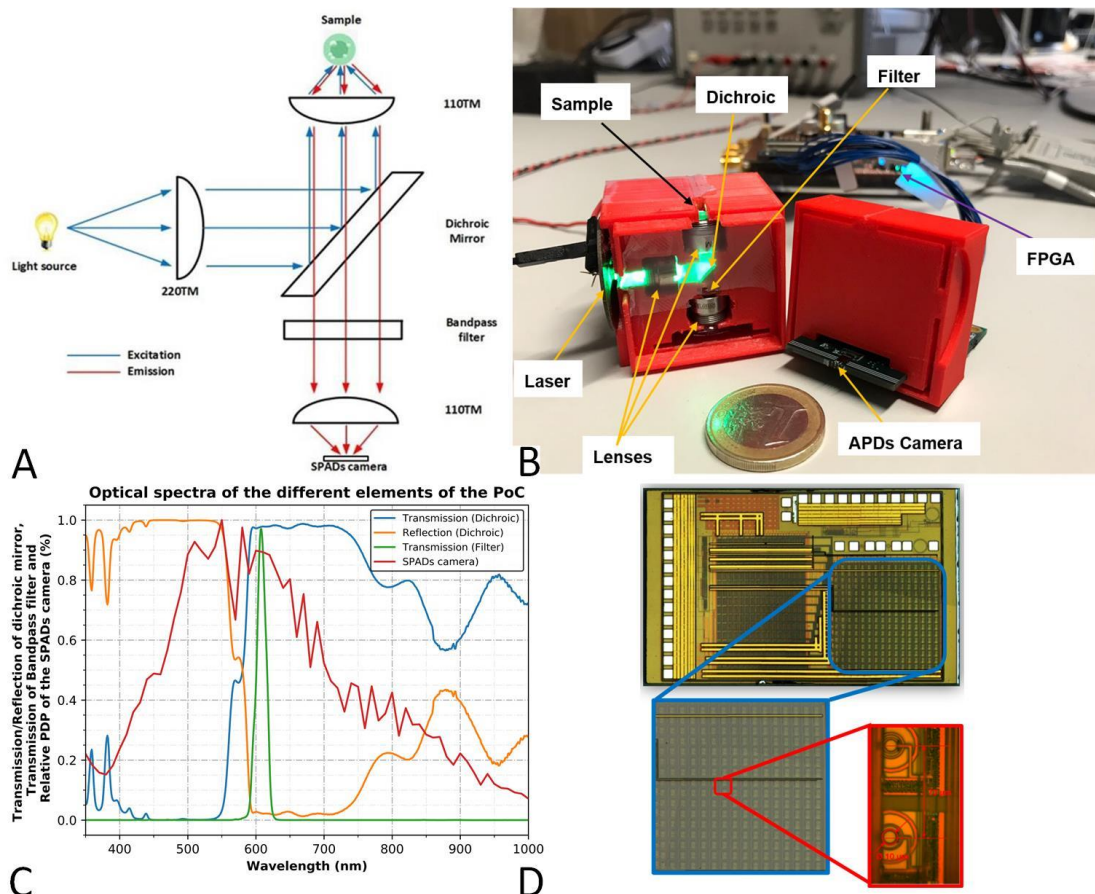 Sample
110TM
Light source
220TM
Dichroic
Mirror
Bandpass
filter
Excitation
Emission
110TM
SPADs camera
A
Sample
Dichroic
Filter
FPGA
Laser
Lenses
APDs Camera
B
Optical spectra of the different elements of the PoC
Transmission/Reflection of dichroic mirror,
Transmission of Bandpass filter and
Relative PDP of the SPADs camera (%)
1.0
0.8
0.6
0.4
0.2
0.0
Transmission (Dichroic)
Reflection (Dichroic)
Transmission (Filter)
SPADs camera)
400
500
600
700
800
900
1000
Wavelength (nm)
C
D